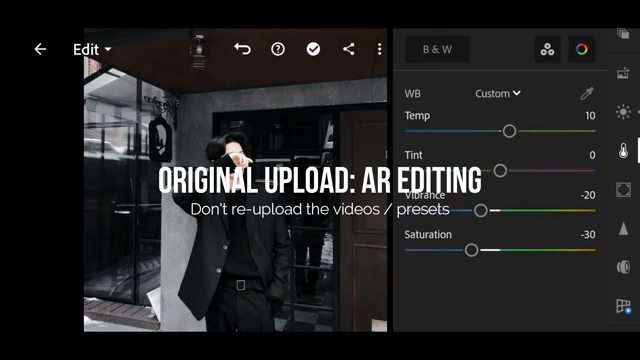 Edit
B & W
WB Custom
Temp 10
Tint 0
ORIGINAL UPLOAD: AR EDITING
Vibrance -20
Don't re-upload the videos / presets
Saturation -30